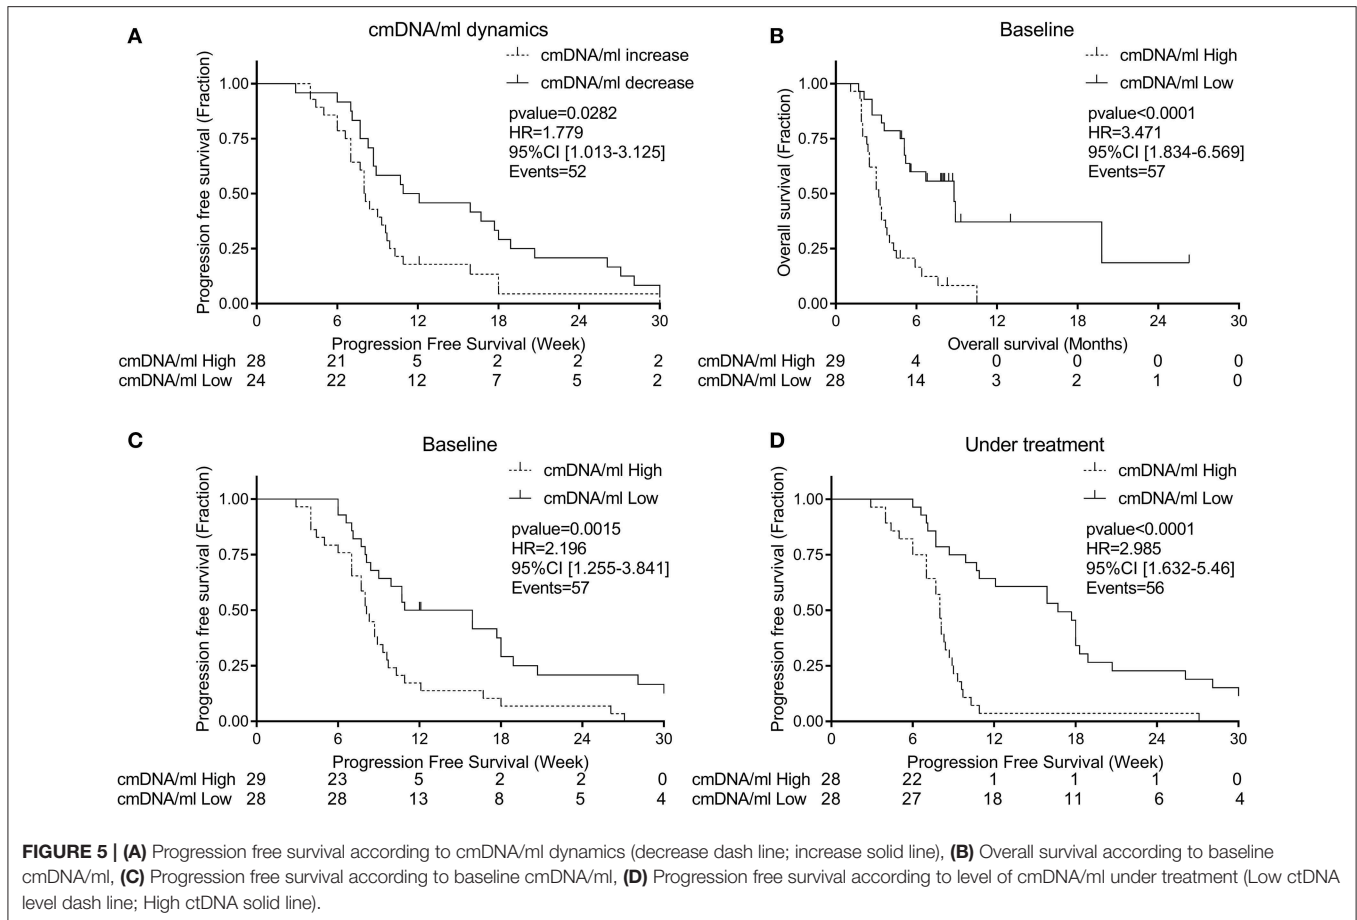 A
cmDNA/ml dynamics
cmDNA/ml increase
cmDNA/ml decrease
pvalue=0.0282
HR=1.779
95%CI [1.013-3.125]
Events=52
Progression free survival (Fraction)
1.00
0.75
0.50
0.25
0.00
0 6 12 18 24 30
Progression Free Survival (Week)
cmDNA/ml High 28 21 5 2 2 2
cmDNA/ml Low 24 22 12 7 5 2
B
Baseline
cmDNA/ml High
cmDNA/ml Low
pvalue<0.0001
HR=3.471
95%CI [1.834-6.569]
Events=57
Overall survival (Fraction)
1.00
0.75
0.50
0.25
0.00
0 6 12 18 24 30
Overall survival (Months)
cmDNA/ml High 29 4 0 0 0 0
cmDNA/ml Low 28 14 3 2 1 0
C
Baseline
cmDNA/ml High
cmDNA/ml Low
pvalue=0.0015
HR=2.196
95%CI [1.255-3.841]
Events=57
Progression free survival (Fraction)
1.00
0.75
0.50
0.25
0.00
0 6 12 18 24 30
Progression Free Survival (Week)
cmDNA/ml High 29 23 5 2 2 0
cmDNA/ml Low 28 28 13 8 5 4
D
Under treatment
cmDNA/ml High
cmDNA/ml Low
pvalue<0.0001
HR=2.985
95%CI [1.632-5.46]
Events=56
Progression free survival (Fraction)
1.00
0.75
0.50
0.25
0.00
0 6 12 18 24 30
Progression Free Survival (Week)
cmDNA/ml High 28 22 1 1 1 0
cmDNA/ml Low 28 27 18 11 6 4
FIGURE 5 | (A) Progression free survival according to cmDNA/ml dynamics (decrease dash line; increase solid line), (B) Overall survival according to baseline
cmDNA/ml, (C) Progression free survival according to baseline cmDNA/ml, (D) Progression free survival according to level of cmDNA/ml under treatment (Low ctDNA
level dash line; High ctDNA solid line).